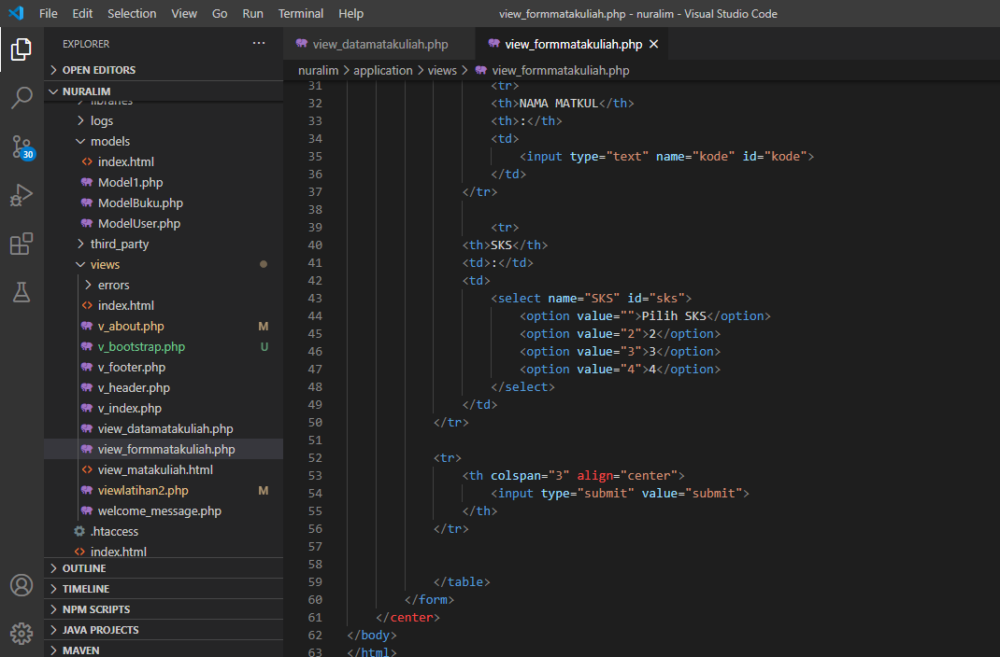 File Edit Selection View Go Run Terminal Help view_formmatakuliah.php - nuralim - Visual Studio Code
EXPLORER ...
OPEN EDITORS
NURALIM
libraries
logs
models
index.html
Model1.php
ModelBuku.php
ModelUser.php
third_party
views
errors
index.html
v_about.php M
v_bootstrap.php U
v_footer.php
v_header.php
v_index.php
view_datamatakuliah.php
view_formmatakuliah.php
view_matakuliah.html
viewlatihan2.php M
welcome_message.php
.htaccess
index.html
OUTLINE
TIMELINE
NPM SCRIPTS
JAVA PROJECTS
MAVEN
30
view_datamatakuliah.php view_formmatakuliah.php
nuralim > application > views > view_formmatakuliah.php
31 <tr>
32 <th>NAMA MATKUL</th>
33 <th>:</th>
34 <td>
35 <input type="text" name="kode" id="kode">
36 </td>
37 </tr>
38
39 <tr>
40 <th>SKS</th>
41 <td>:</td>
42 <td>
43 <select name="SKS" id="sks">
44 <option value="">Pilih SKS</option>
45 <option value="2">2</option>
46 <option value="3">3</option>
47 <option value="4">4</option>
48 </select>
49 </td>
50 </tr>
51
52 <tr>
53 <th colspan="3" align="center">
54 <input type="submit" value="submit">
55 </th>
56 </tr>
57
58
59 </table>
60 </form>
61 </center>
62 </body>
63 </html>